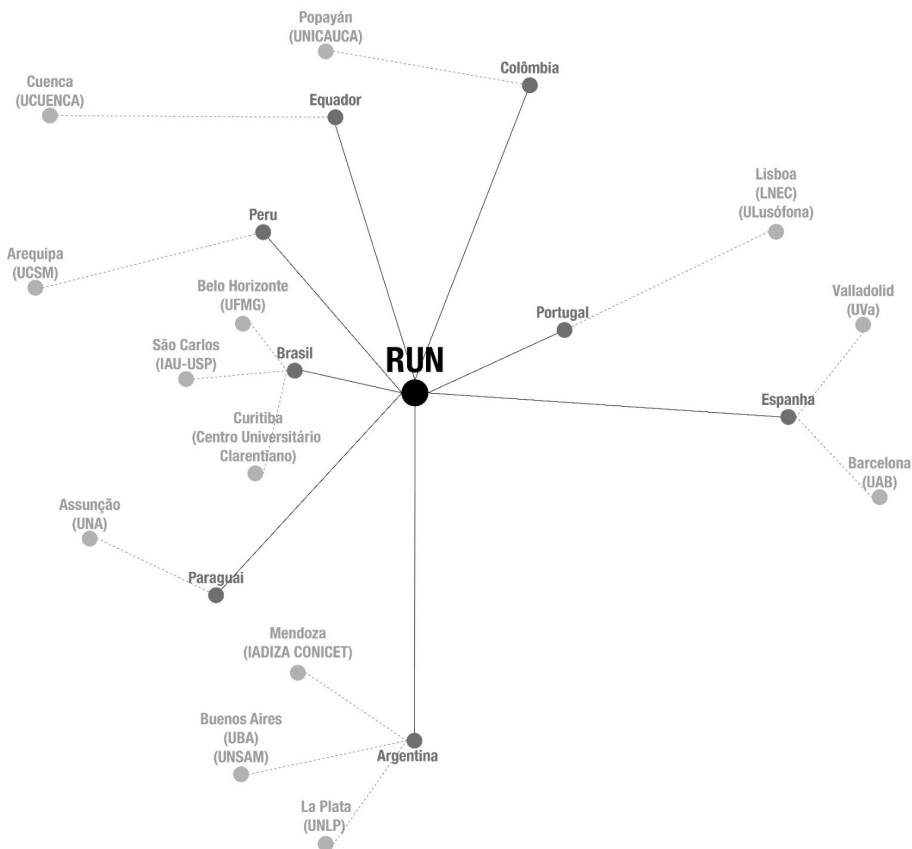 Popayán
(UNICAUCA)
Colômbia
Cuenca
(UCUENCA)
Equador
Lisboa
(LNEC)
(ULusófona)
Peru
Arequipa
(UCSM)
Belo Horizonte
(UFMG)
Valladolid
(UVa)
Portugal
São Carlos
(IAU-USP)
Brasil
RUN
Espanha
Curitiba
(Centro Universitário
Clarentiano)
Barcelona
(UAB)
Assunção
(UNA)
Paraguai
Mendoza
(IADIZA CONICET)
Buenos Aires
(UBA)
(UNSAM)
Argentina
La Plata
(UNLP)